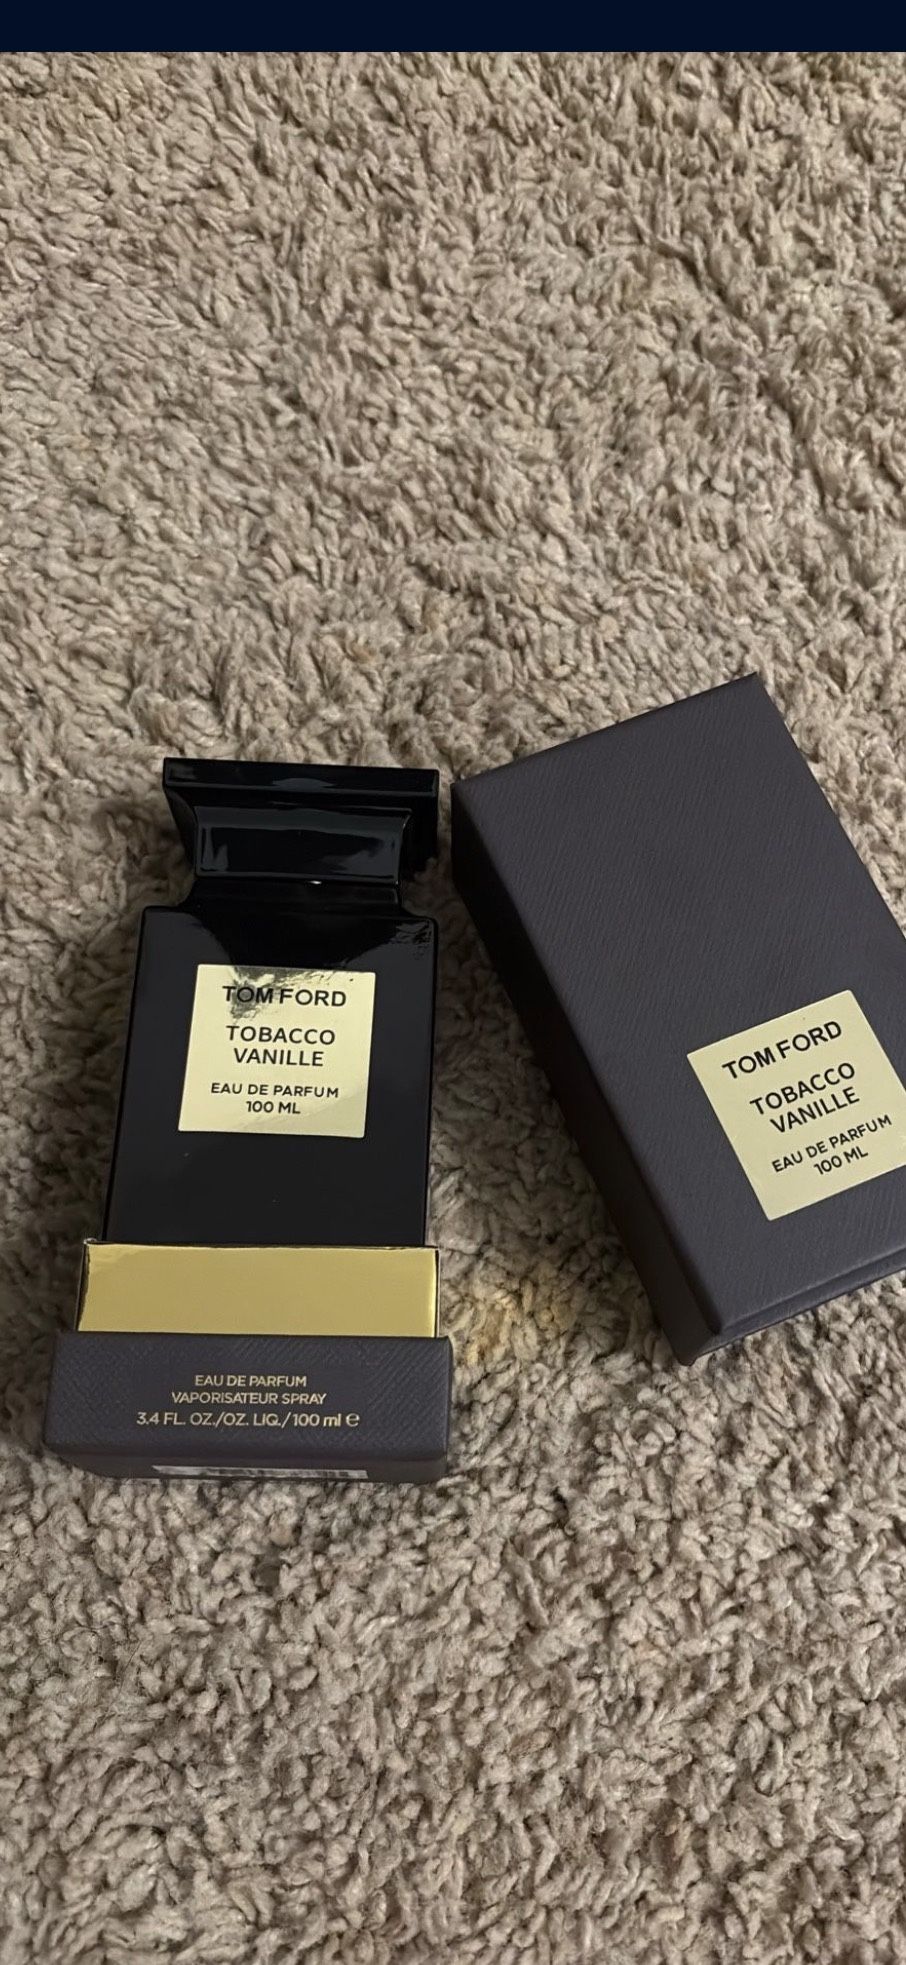 TOM FORD
TOBACCO
VANILLE
EAU DE PARFUM
100 ML
EAU DE PARFUM
VAPORISATEUR SPRAY
3.4 FL. OZ./OZ. LIQ./100 ml ℮
TOM FORD
TOBACCO
VANILLE
EAU DE PARFUM
100 ML